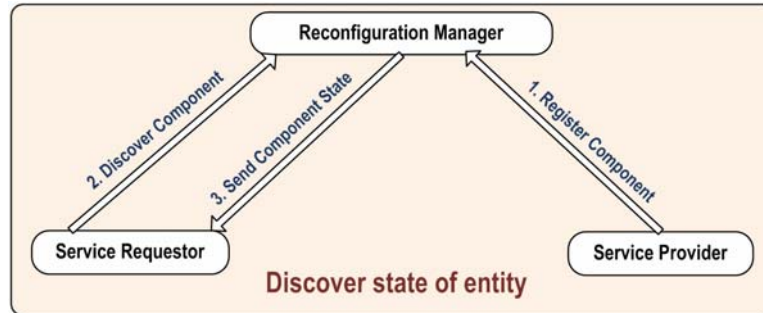 Reconfiguration Manager
2. Discover Component
3. Send Component State
1. Register Component
Service Requestor
Service Provider
Discover state of entity